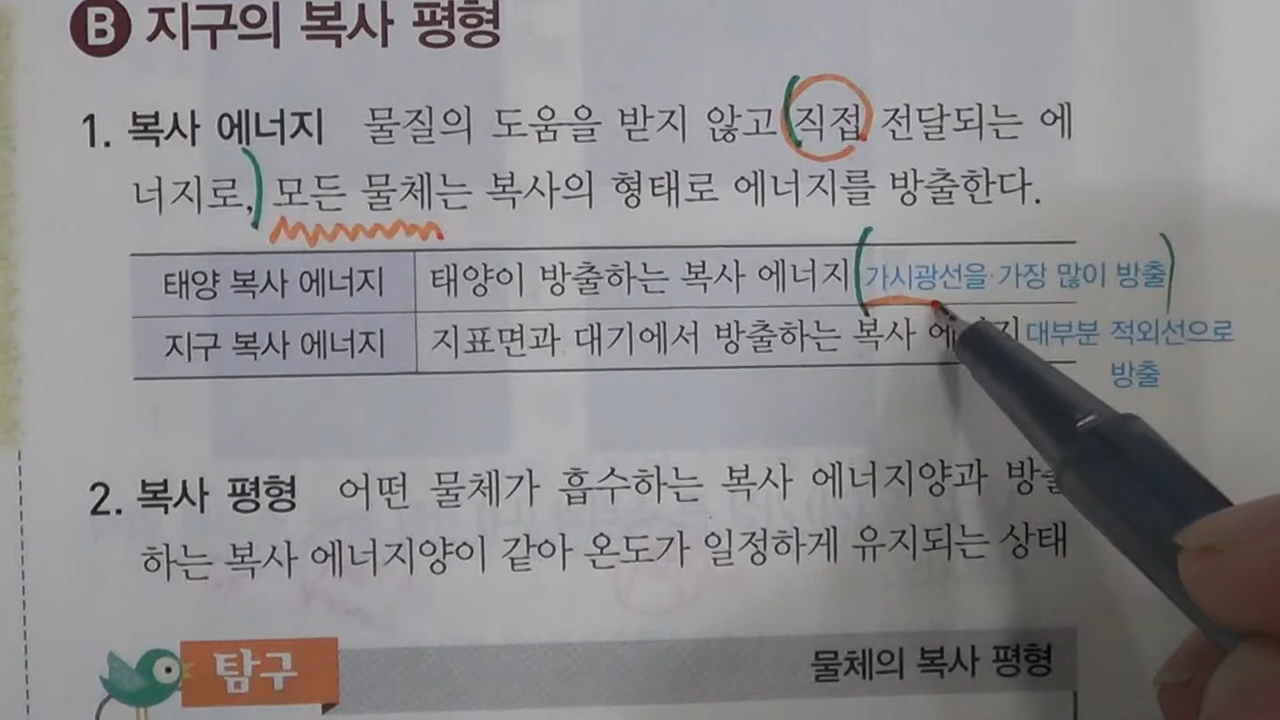 B 지구의 복사 평형
1. 복사 에너지 물질의 도움을 받지 않고 직접 전달되는 에
너지로, 모든 물체는 복사의 형태로 에너지를 방출한다.
태양 복사 에너지 태양이 방출하는 복사 에너지 가시광선을 가장 많이 방출
지구 복사 에너지 지표면과 대기에서 방출하는 복사 대부분 적외선으로
방출
2. 복사 평형 어떤 물체가 흡수하는 복사 에너지양과
하는 복사 에너지양이 같아 온도가 일정하게 유지되는 상태
탐구 물체의 복사 평형